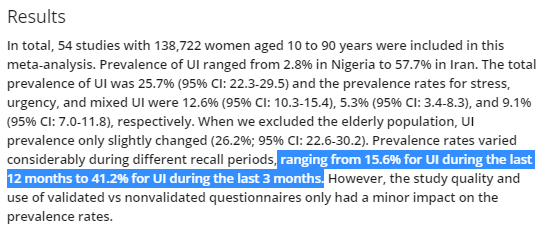 Results
In total, 54 studies with 138,722 women aged 10 to 90 years were included in this
meta-analysis. Prevalence of UI ranged from 2.8% in Nigeria to 57.7% in Iran. The total
prevalence of UI was 25.7% (95% CI: 22.3-29.5) and the prevalence rates for stress,
urgency, and mixed UI were 12.6% (95% CI: 10.3-15.4), 5.3% (95% CI: 3.4-8.3), and 9.1%
(95% CI: 7.0-11.8), respectively. When we excluded the elderly population, UI
prevalence only slightly changed (26.2%; 95% CI: 22.6-30.2). Prevalence rates varied
considerably during different recall periods, ranging from 15.6% for UI during the last
12 months to 41.2% for UI during the last 3 months. However, the study quality and
use of validated vs nonvalidated questionnaires only had a minor impact on the
prevalence rates.